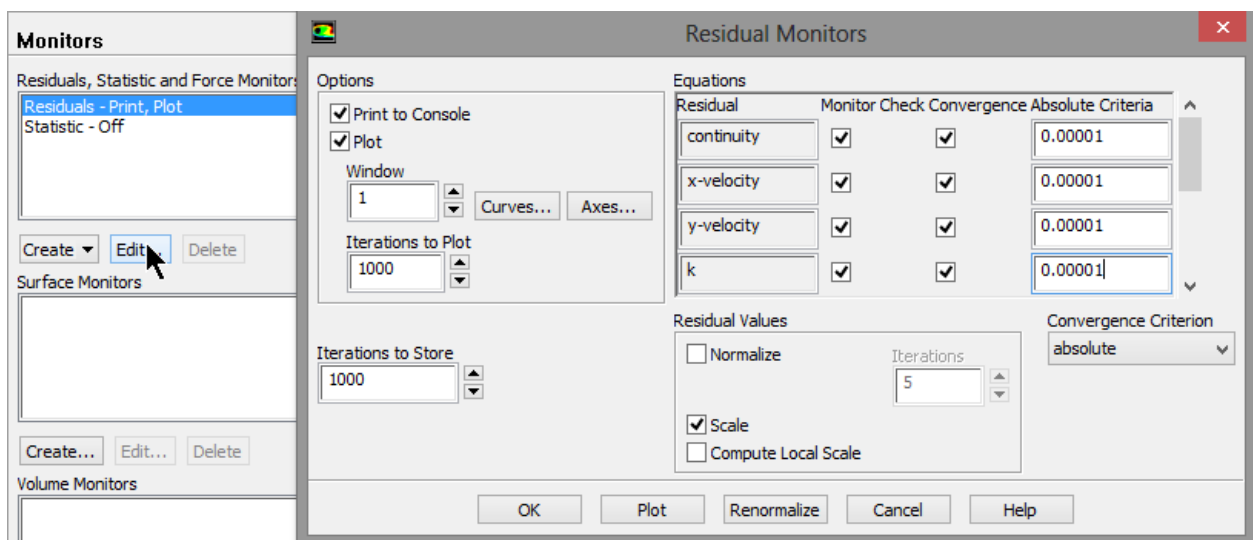 Monitors
Residuals, Statistic and Force Monitors
Residuals - Print, Plot
Statistic - Off
Create
Edit...
Delete
Surface Monitors
Create...
Edit...
Delete
Volume Monitors
Residual Monitors
Options
Print to Console
Plot
Window
1
Curves...
Axes...
Iterations to Plot
1000
Iterations to Store
1000
Equations
Residual Monitor Check Convergence Absolute Criteria
continuity 0.00001
x-velocity 0.00001
y-velocity 0.00001
k 0.00001
Residual Values
Normalize
Iterations
5
Scale
Compute Local Scale
Convergence Criterion
absolute
OK
Plot
Renormalize
Cancel
Help